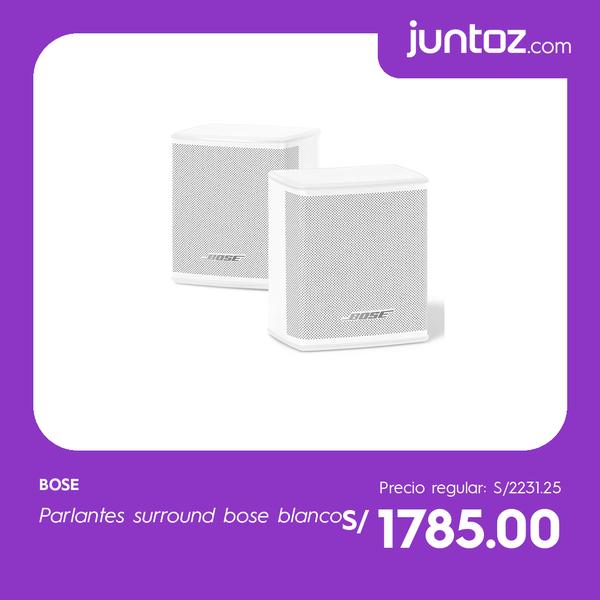 juntoz.com
BOSE
BOSE
BOSE
Precio regular: S/2231.25
Parlantes surround bose blanco
S/ 1785.00